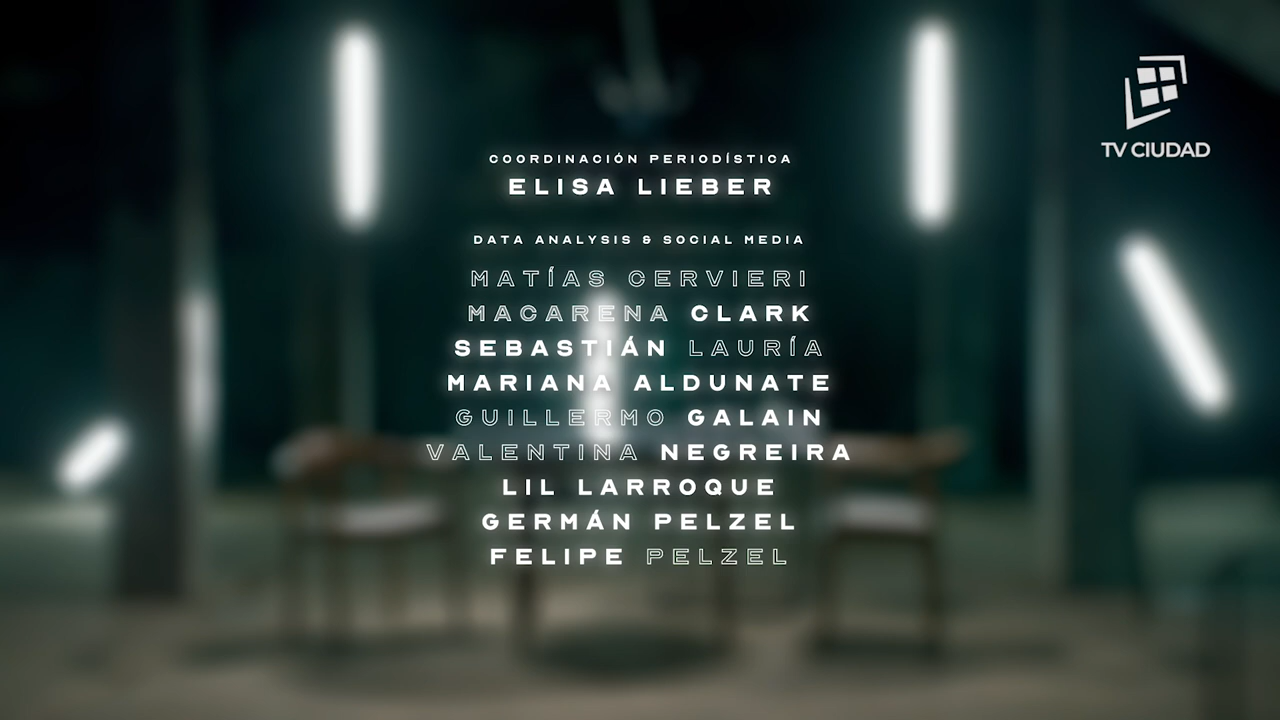 TV CIUDAD
COORDINACIÓN PERIODÍSTICA
ELISA LIEBER
DATA ANALYSIS & SOCIAL MEDIA
MATÍAS CERVIERI
MACARENA CLARK
SEBASTIÁN LAURÍA
MARIANA ALDUNATE
GUILLERMO GALAIN
VALENTINA NEGREIRA
LIL LARROQUE
GERMÁN PELZEL
FELIPE PELZEL